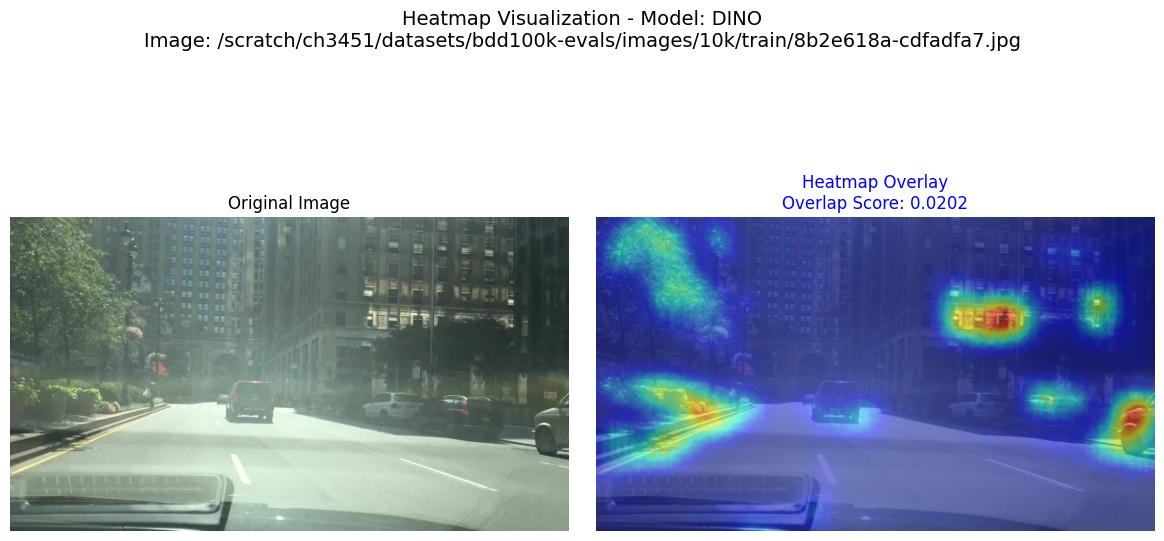 Heatmap Visualization - Model: DINO
Image: /scratch/ch3451/datasets/bdd100k-evals/images/10k/train/8b2e618a-cdfadfa7.jpg
Original Image
Heatmap Overlay
Overlap Score: 0.0202